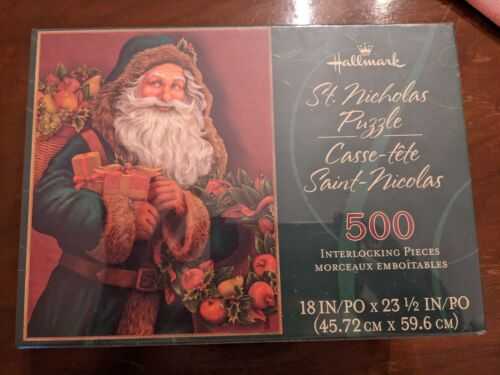 Hallmark
St. Nicholas
Puzzle
Casse-tête
Saint-Nicolas
500
INTERLOCKING PIECES
MORCEAUX EMBOÎTABLES
18 IN/PO X 23 ½ IN/PO
(45.72 CM X 59.6 CM)